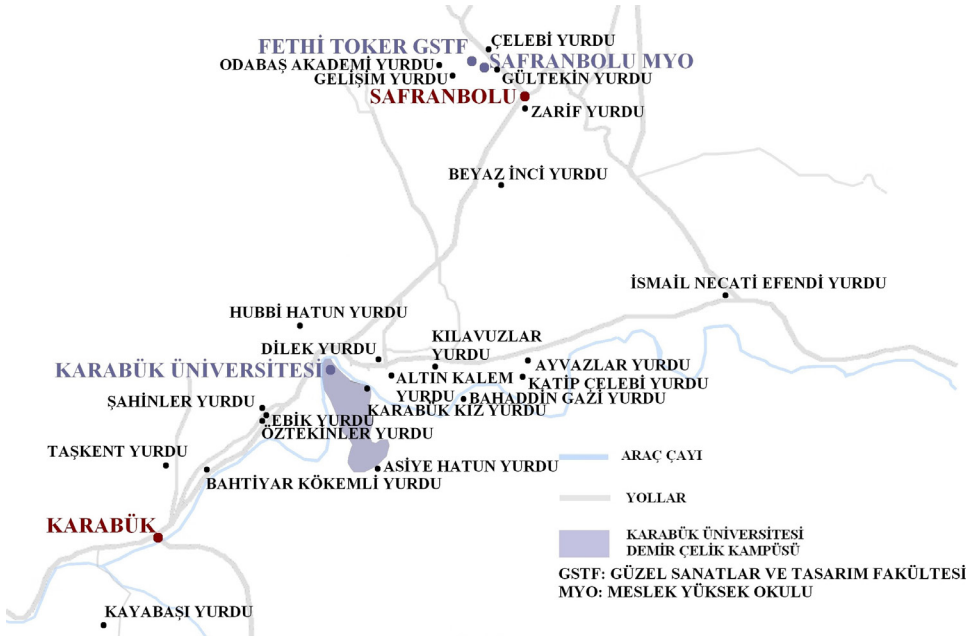 ÇELEBİ YURDU
FETHİ TOKER GSTF
SAFRANBOLU MYO
ODABAŞ AKADEMİ YURDU
GELİŞİM YURDU
GÜLTEKİN YURDU
SAFRANBOLU
ZARİF YURDU
BEYAZ İNCİ YURDU
İSMAİL NECATİ EFENDİ YURDU
HUBBİ HATUN YURDU
KILAVUZLAR
YURDU
DİLEK YURDU
AYVAZLAR YURDU
KARABÜK ÜNİVERSİTESİ
ALTIN KALEM
YURDU
KATİP ÇELEBİ YURDU
BAHADDİN GAZİ YURDU
ŞAHİNLER YURDU
KARABÜK KIZ YURDU
EBİK YURDU
ÖZTEKİNLER YURDU
TAŞKENT YURDU
ASİYE HATUN YURDU
BAHTİYAR KÖKEMLİ YURDU
KARABÜK
KAYABAŞI YURDU
ARAÇ ÇAYI
YOLLAR
KARABÜK ÜNİVERSİTESİ
DEMİR ÇELİK KAMPÜSÜ
GSTF: GÜZEL SANATLAR VE TASARIM FAKÜLTESİ
MYO: MESLEK YÜKSEK OKULU